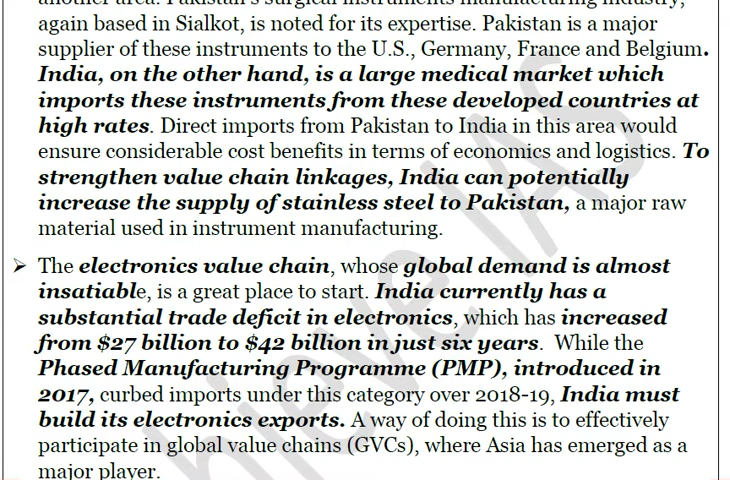 another area. Pakistan's surgical instruments manufacturing industry,
again based in Sialkot, is noted for its expertise. Pakistan is a major
supplier of these instruments to the U.S., Germany, France and Belgium.
India, on the other hand, is a large medical market which
imports these instruments from these developed countries at
high rates. Direct imports from Pakistan to India in this area would
ensure considerable cost benefits in terms of economics and logistics. To
strengthen value chain linkages, India can potentially
increase the supply of stainless steel to Pakistan, a major raw
material used in instrument manufacturing.
➢ The electronics value chain, whose global demand is almost
insatiable, is a great place to start. India currently has a
substantial trade deficit in electronics, which has increased
from $27 billion to $42 billion in just six years. While the
Phased Manufacturing Programme (PMP), introduced in
2017, curbed imports under this category over 2018-19, India must
build its electronics exports. A way of doing this is to effectively
participate in global value chains (GVCs), where Asia has emerged as a
major player.
hieve IAS